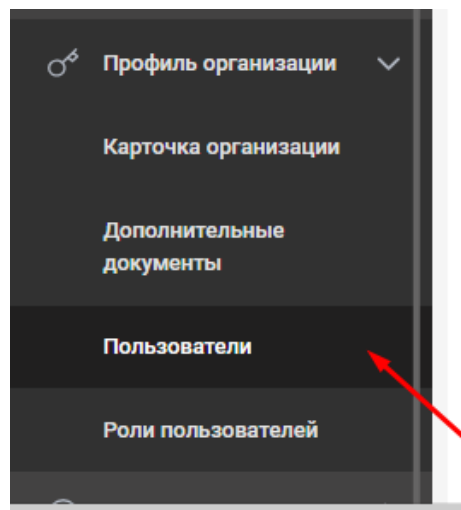 Профиль организации
Карточка организации
Дополнительные
документы
Пользователи
Роли пользователей